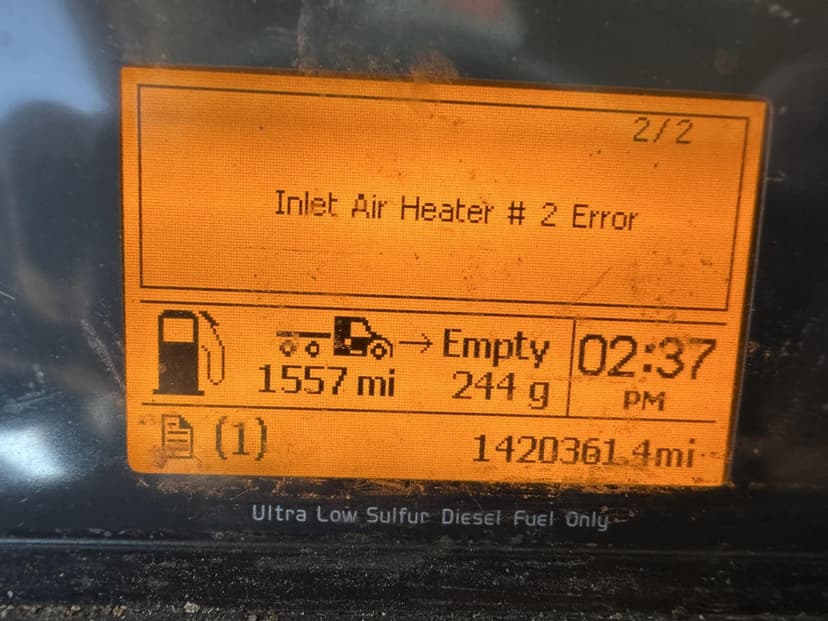 2/2
Inlet Air Heater # 2 Error
Empty
1557 mi 244 g
02:37
PM
(1) 1420361.4mi
Ultra Low Sulfur Diesel Fuel Only